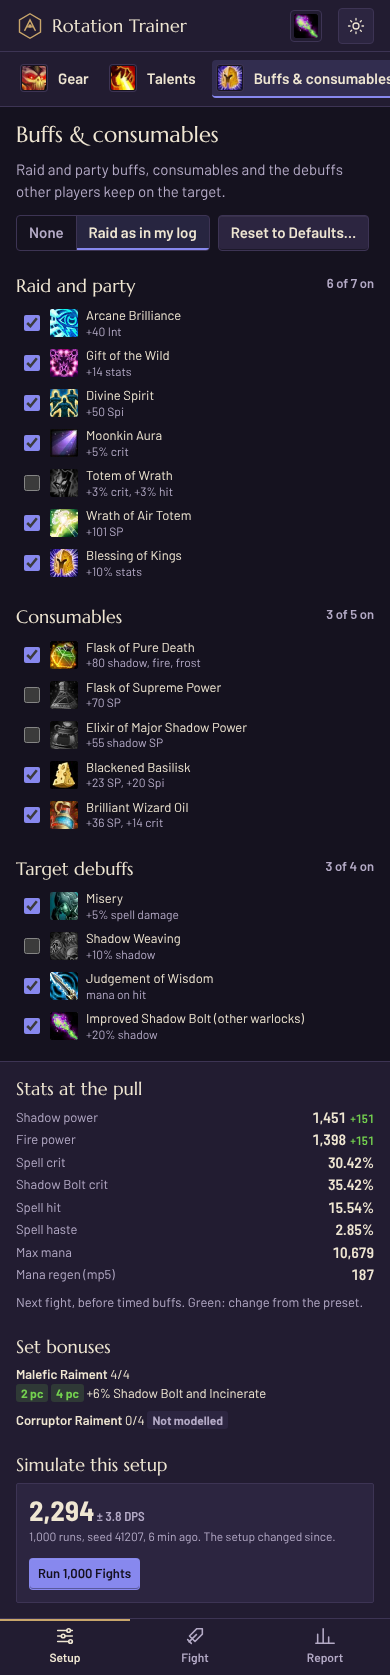 Rotation Trainer
Gear
Talents
Buffs & consumables
Buffs & consumables
Raid and party buffs, consumables and the debuffs
other players keep on the target.
None
Raid as in my log
Reset to Defaults...
Raid and party
6 of 7 on
Arcane Brilliance
+40 Int
Gift of the Wild
+14 stats
Divine Spirit
+50 Spi
Moonkin Aura
+5% crit
Totem of Wrath
+3% crit, +3% hit
Wrath of Air Totem
+101 SP
Blessing of Kings
+10% stats
Consumables
3 of 5 on
Flask of Pure Death
+80 shadow, fire, frost
Flask of Supreme Power
+70 SP
Elixir of Major Shadow Power
+55 shadow SP
Blackened Basilisk
+23 SP, +20 Spi
Brilliant Wizard Oil
+36 SP, +14 crit
Target debuffs
3 of 4 on
Misery
+5% spell damage
Shadow Weaving
+10% shadow
Judgement of Wisdom
mana on hit
Improved Shadow Bolt (other warlocks)
+20% shadow
Stats at the pull
Shadow power 1,451 +151
Fire power 1,398 +151
Spell crit 30.42%
Shadow Bolt crit 35.42%
Spell hit 15.54%
Spell haste 2.85%
Max mana 10,679
Mana regen (mp5) 187
Next fight, before timed buffs. Green: change from the preset.
Set bonuses
Malefic Raiment 4/4
2 pc 4 pc +6% Shadow Bolt and Incinerate
Corruptor Raiment 0/4 Not modelled
Simulate this setup
2,294 ± 3.8 DPS
1,000 runs, seed 41207, 6 min ago. The setup changed since.
Run 1,000 Fights
Setup
Fight
Report